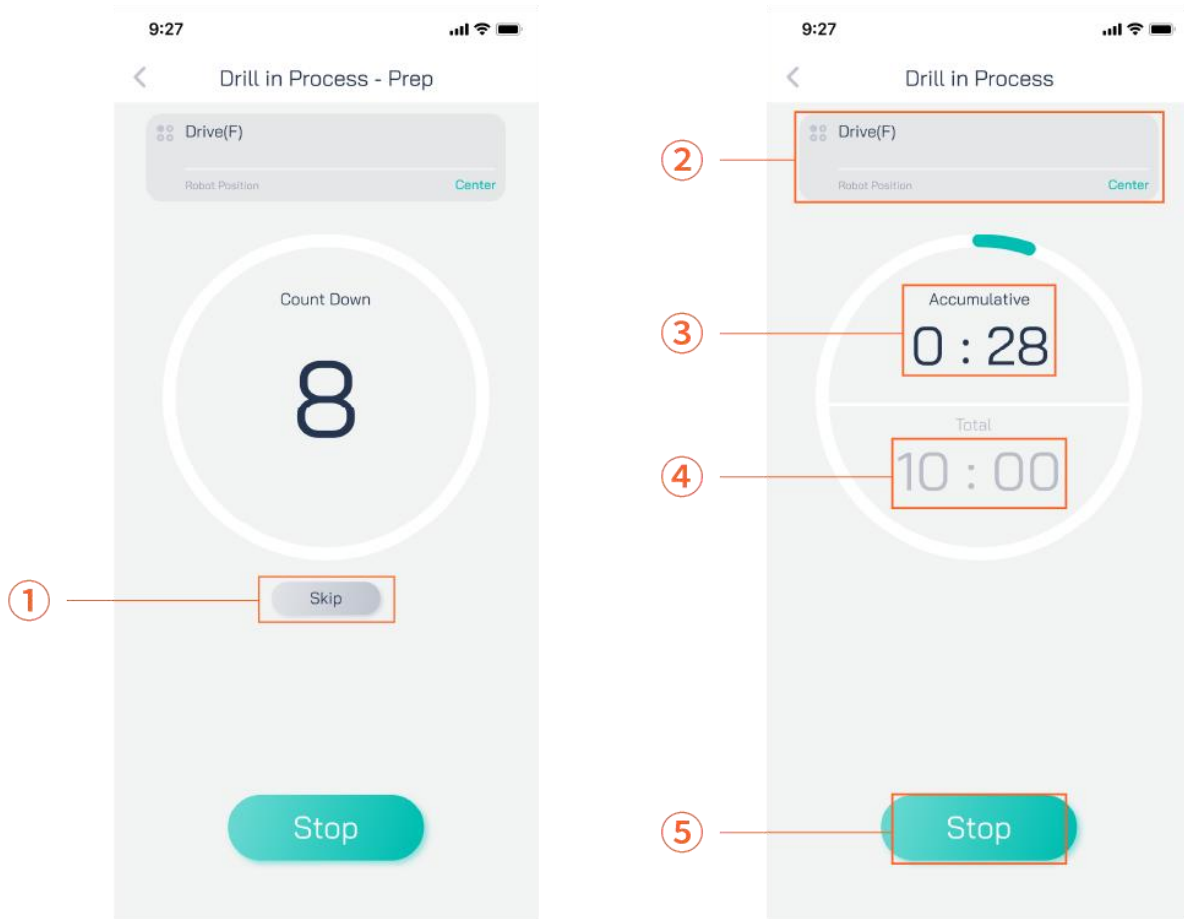 9:27
Drill in Process - Prep
Drive(F)
Robot Position
Center
Count Down
8
① Skip
Stop
9:27
Drill in Process
② Drive(F)
Robot Position
Center
③ Accumulative
0 : 28
Total
④ 10 : 00
⑤ Stop